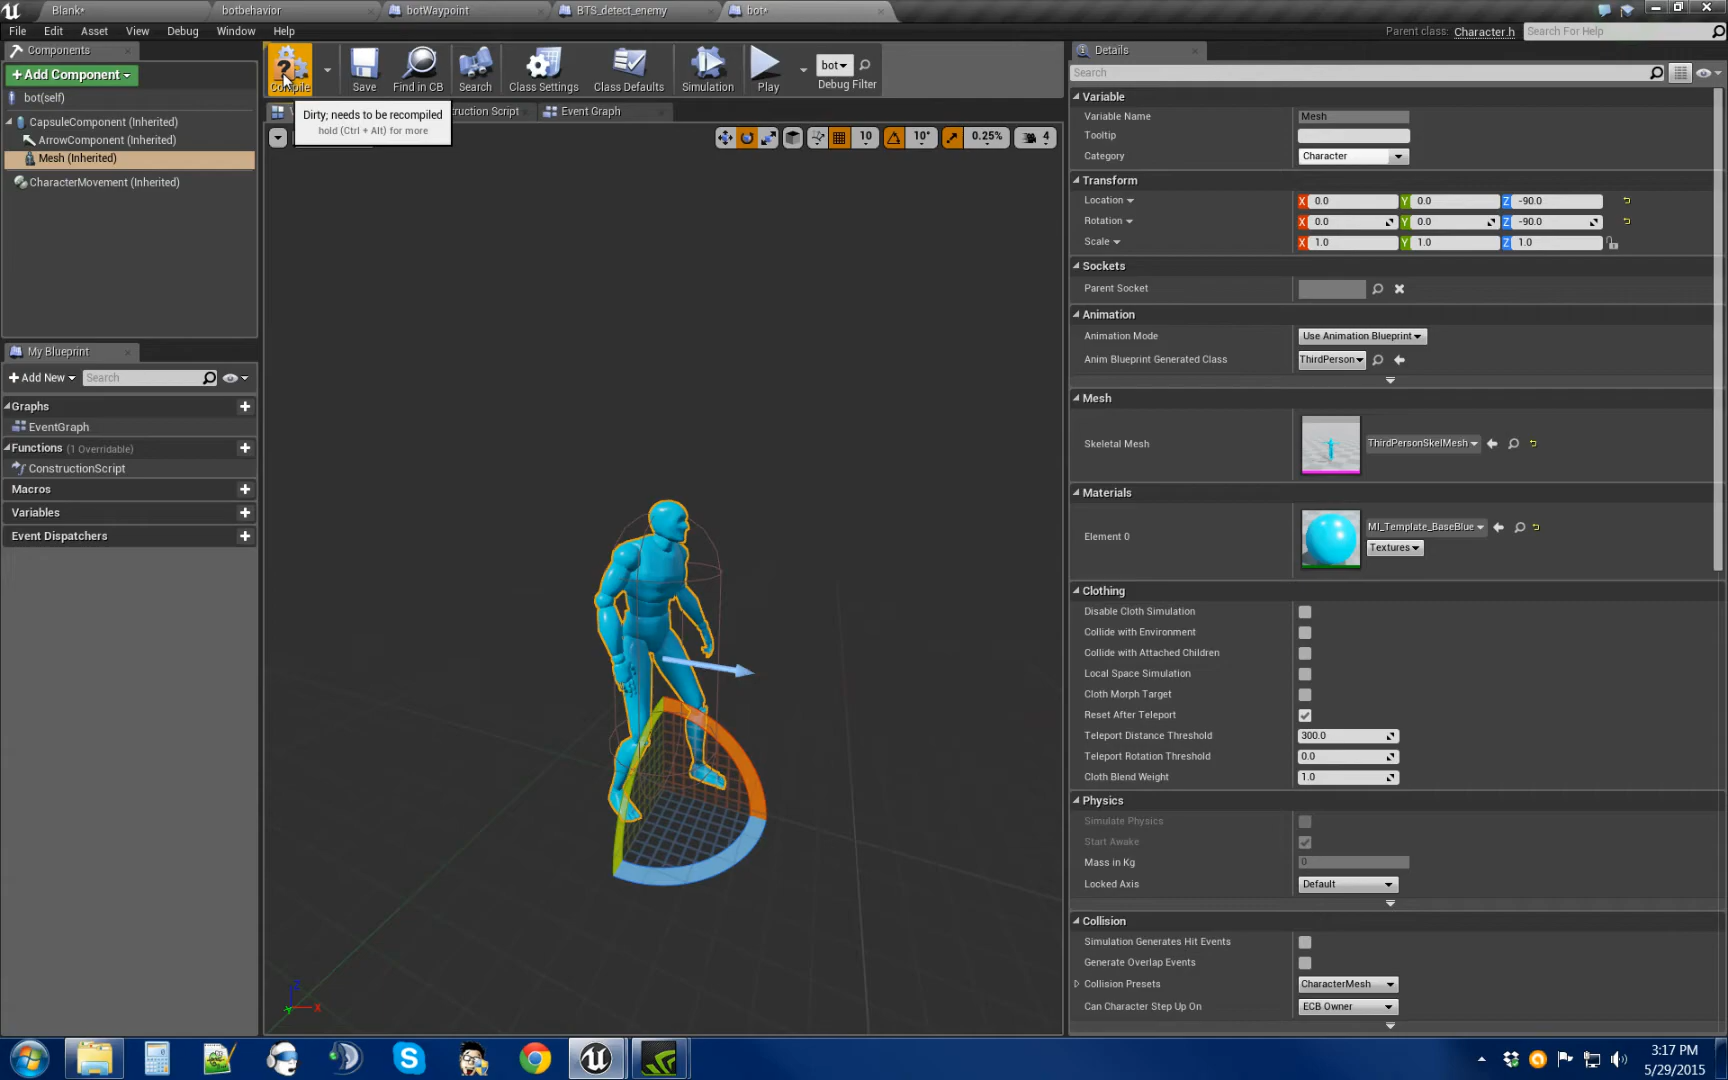 Blank*
botbehavior
botWaypoint
BTS_detect_enemy
bot*
File Edit Asset View Debug Window Help
Parent class: Character.h
Search For Help
Components
Add Component
bot(self)
CapsuleComponent (Inherited)
ArrowComponent (Inherited)
Mesh (Inherited)
CharacterMovement (Inherited)
My Blueprint
Add New
Search
Graphs
EventGraph
Functions (1 Overridable)
ConstructionScript
Macros
Variables
Event Dispatchers
Compile
Save
Find in CB
Search
Class Settings
Class Defaults
Simulation
Play
bot
Debug Filter
Dirty; needs to be recompiled
hold (Ctrl + Alt) for more
ruction Script
Event Graph
10
10°
0.25%
4
Z
X
Y
Details
Search
Variable
Variable Name Mesh
Tooltip
Category Character
Transform
Location X 0.0 Y 0.0 Z -90.0
Rotation X 0.0 Y 0.0 Z -90.0
Scale X 1.0 Y 1.0 Z 1.0
Sockets
Parent Socket
Animation
Animation Mode Use Animation Blueprint
Anim Blueprint Generated Class ThirdPerson
Mesh
Skeletal Mesh ThirdPersonSkelMesh
Materials
Element 0 MI_Template_BaseBlue
Textures
Clothing
Disable Cloth Simulation
Collide with Environment
Collide with Attached Children
Local Space Simulation
Cloth Morph Target
Reset After Teleport
Teleport Distance Threshold 300.0
Teleport Rotation Threshold 0.0
Cloth Blend Weight 1.0
Physics
Simulate Physics
Start Awake
Mass in Kg 0
Locked Axis Default
Collision
Simulation Generates Hit Events
Generate Overlap Events
Collision Presets CharacterMesh
Can Character Step Up On ECB Owner
3:17 PM
5/29/2015